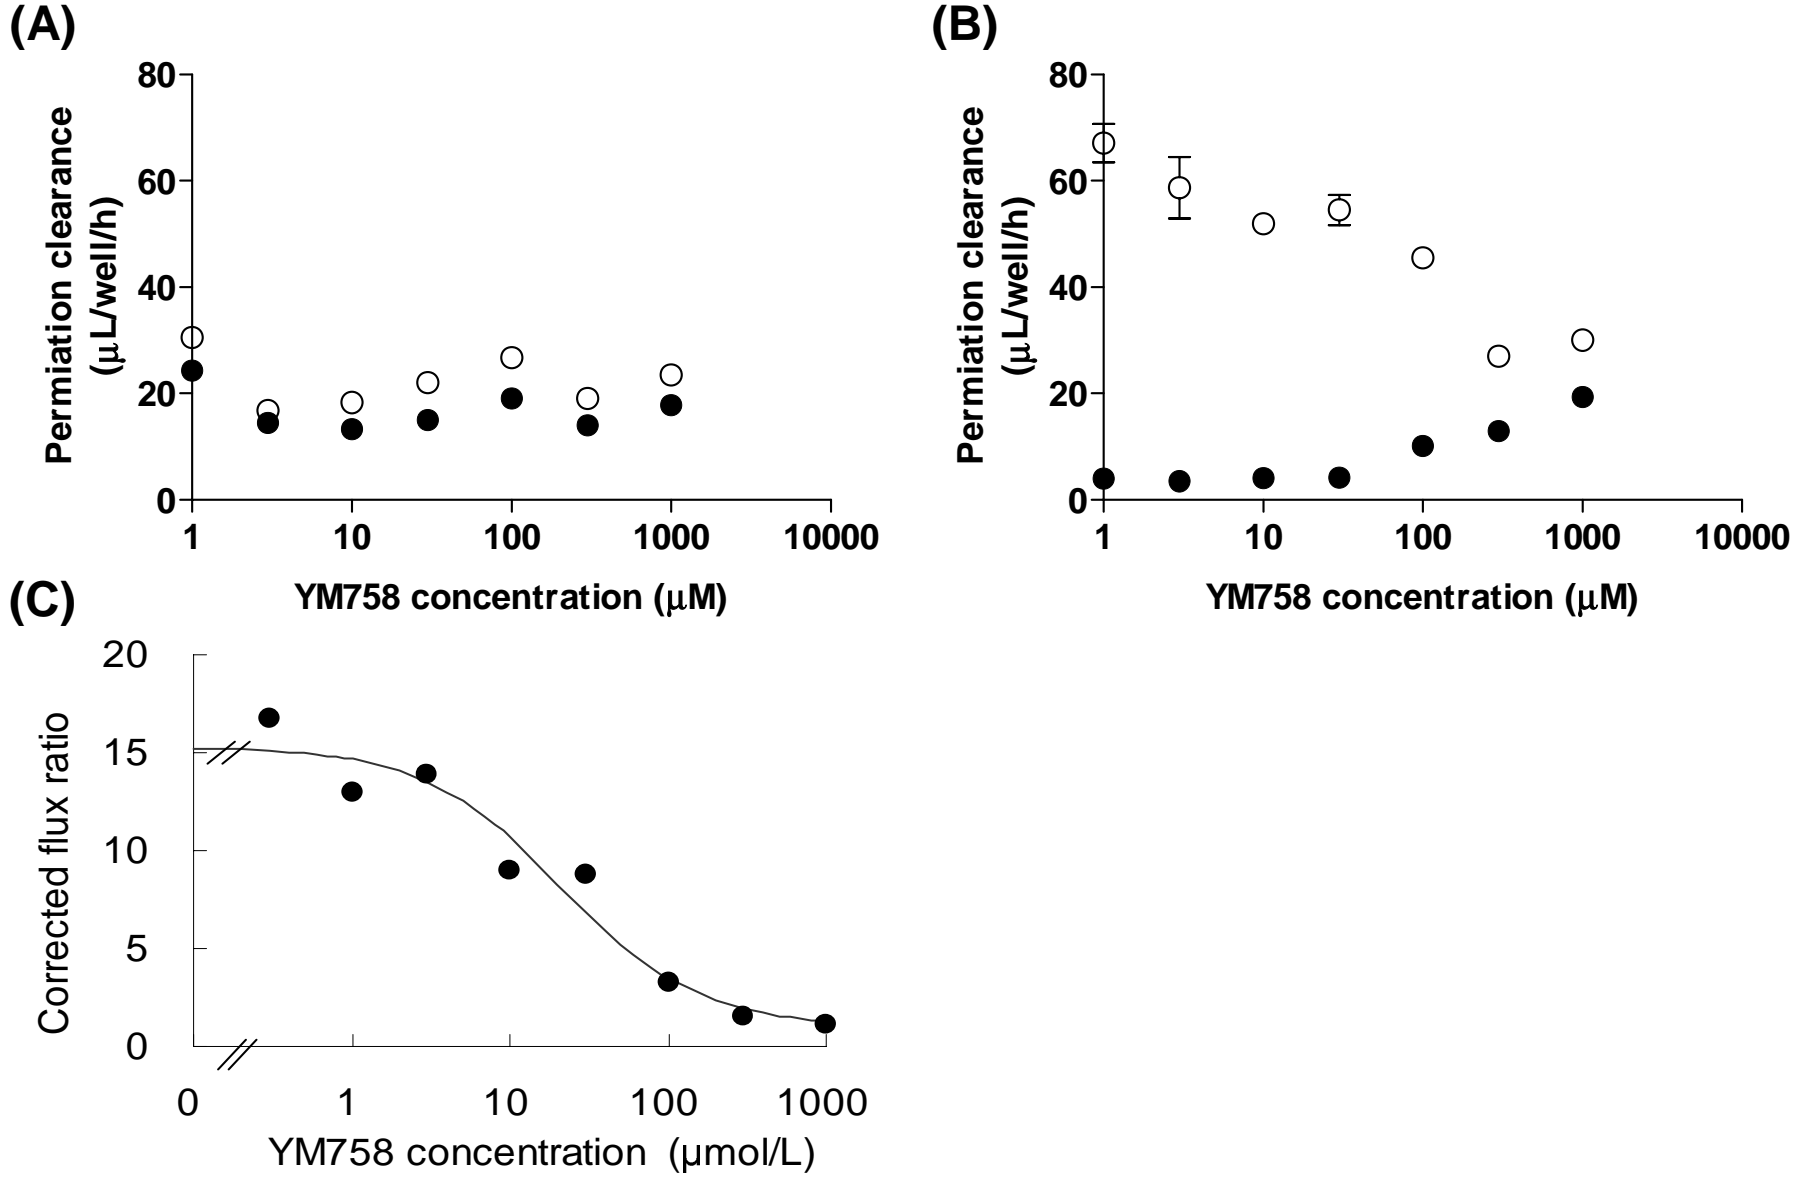 (A)
80
60
40
20
0
Permiation clearance
(µL/well/h)
1 10 100 1000 10000
YM758 concentration (µM)
(B)
80
60
40
20
0
Permiation clearance
(µL/well/h)
1 10 100 1000 10000
YM758 concentration (µM)
(C)
20
15
10
5
0
Corrected flux ratio
0 1 10 100 1000
YM758 concentration (µmol/L)